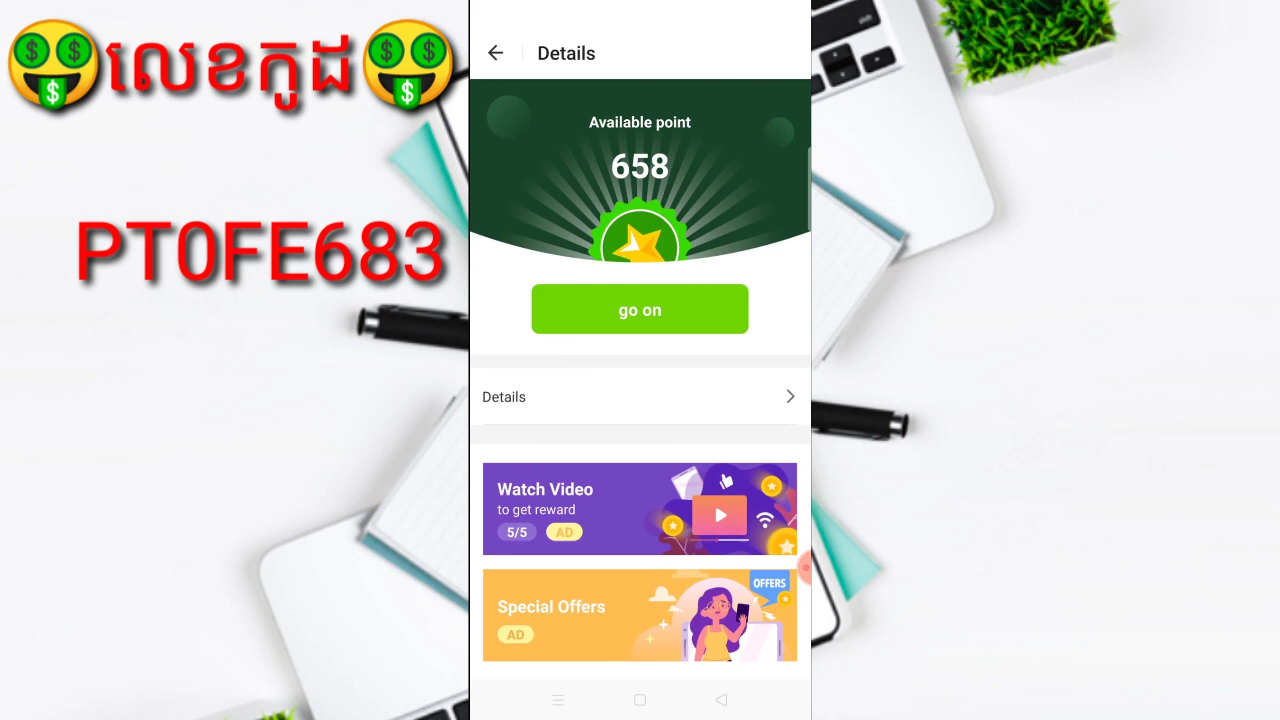 លេខកូដ
PT0FE683
Details
Available point
658
go on
Details
Watch Video
to get reward
5/5 AD
OFFERS
Special Offers
AD